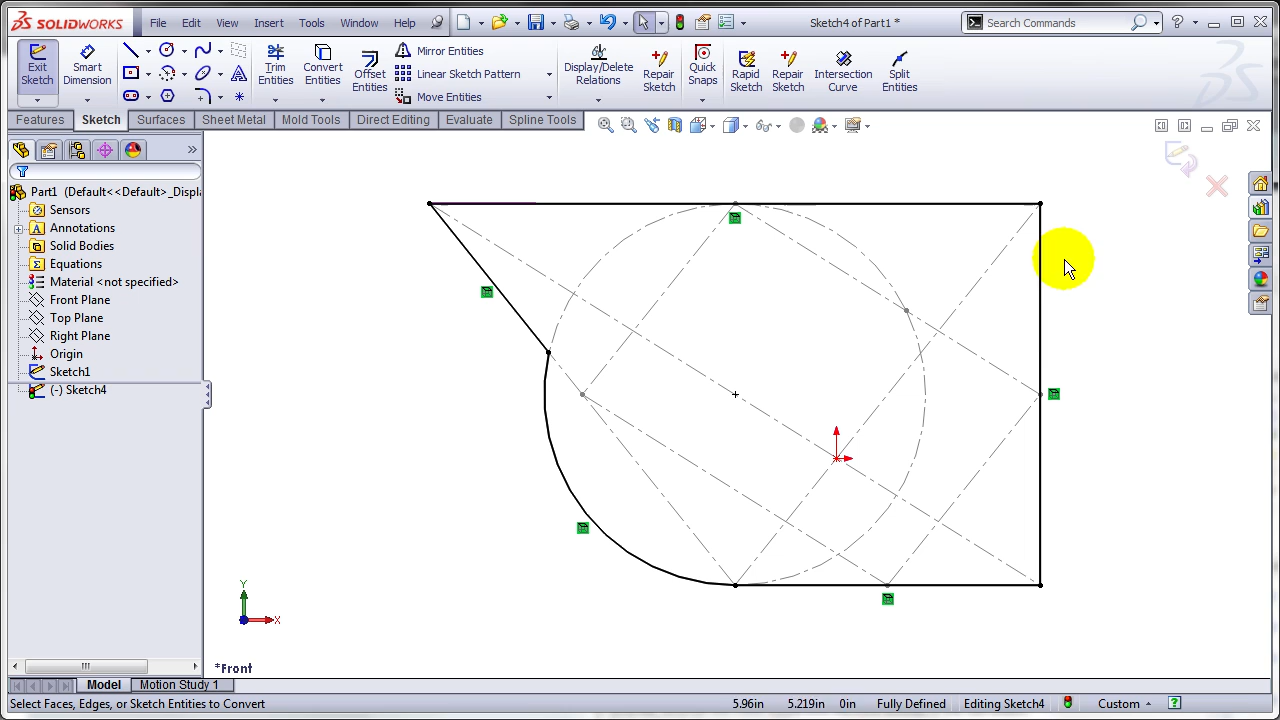 SOLIDWORKS File Edit View Insert Tools Window Help Sketch4 of Part1 * Search Commands ?
Exit Sketch
Smart Dimension
Trim Entities
Convert Entities
Offset Entities
Mirror Entities
Linear Sketch Pattern
Move Entities
Display/Delete Relations
Repair Sketch
Quick Snaps
Rapid Sketch
Repair Sketch
Intersection Curve
Split Entities
Features Sketch Surfaces Sheet Metal Mold Tools Direct Editing Evaluate Spline Tools
Part1 (Default<<Default>_Displ
Sensors
Annotations
Solid Bodies
Equations
Material <not specified>
Front Plane
Top Plane
Right Plane
Origin
Sketch1
(-) Sketch4
Y
X
*Front
Model Motion Study 1
Select Faces, Edges, or Sketch Entities to Convert 5.96in 5.219in 0in Fully Defined Editing Sketch4 Custom ?